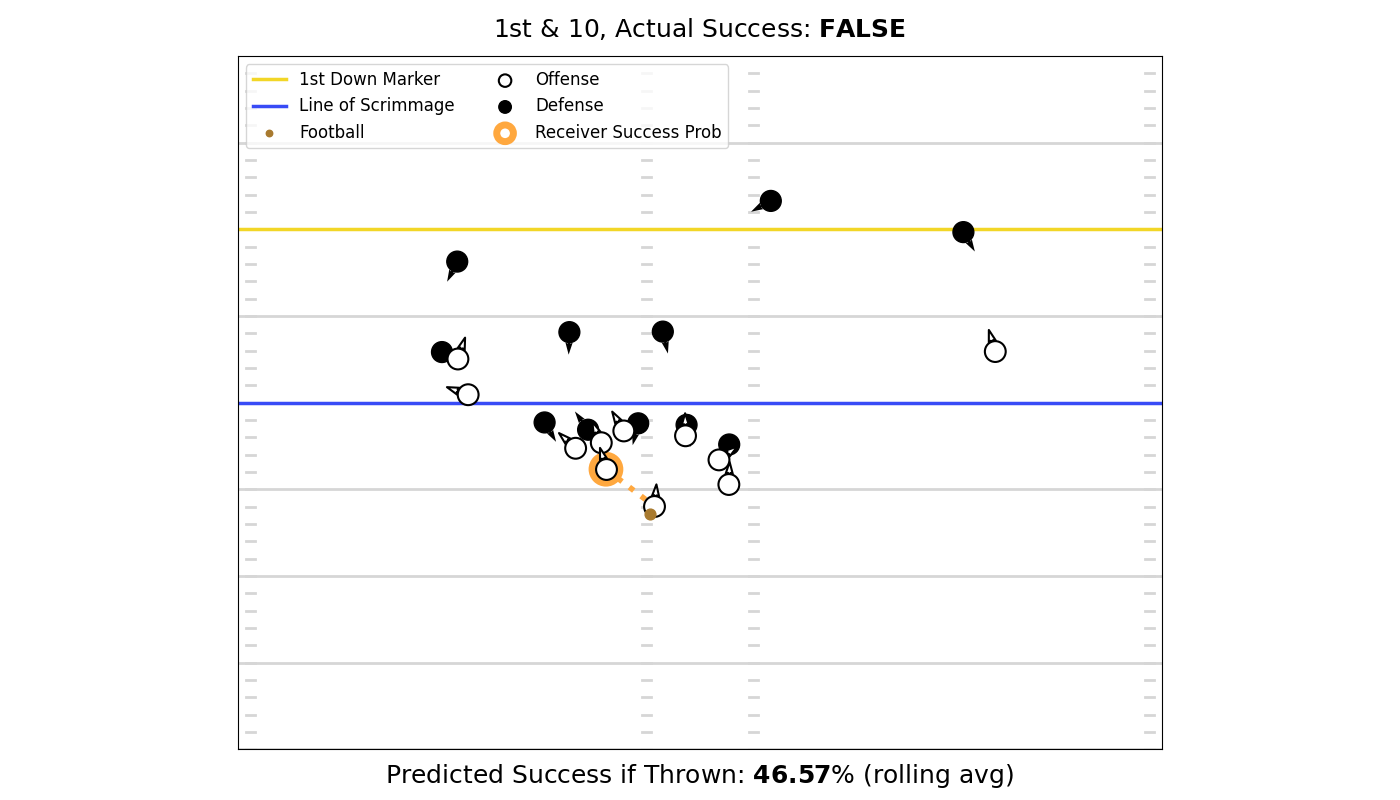 1st & 10, Actual Success: FALSE
1st Down Marker
Line of Scrimmage
Football
Offense
Defense
Receiver Success Prob
Predicted Success if Thrown: 46.57% (rolling avg)